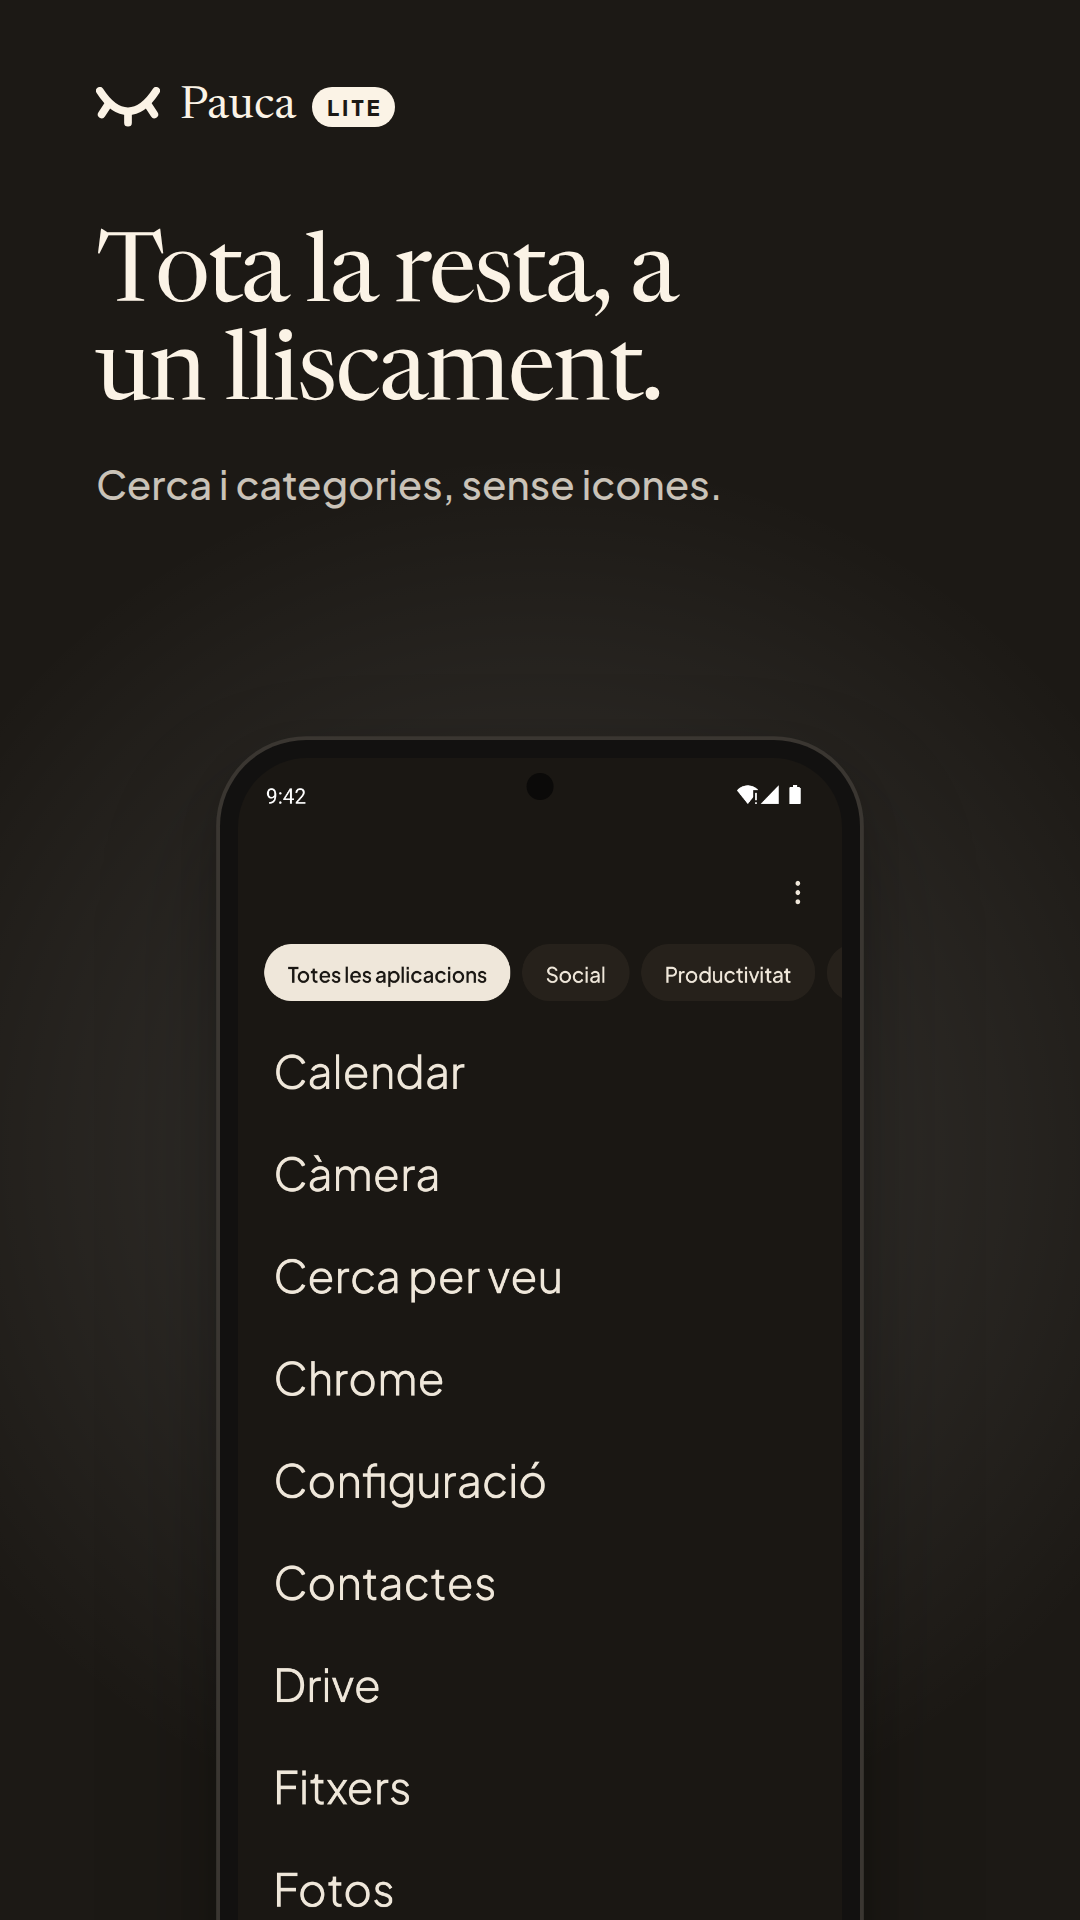 Pauca LITE
Tota la resta, a
un lliscament.
Cerca i categories, sense icones.
9:42
Totes les aplicacions Social Productivitat
Calendar
Càmera
Cerca per veu
Chrome
Configuració
Contactes
Drive
Fitxers
Fotos